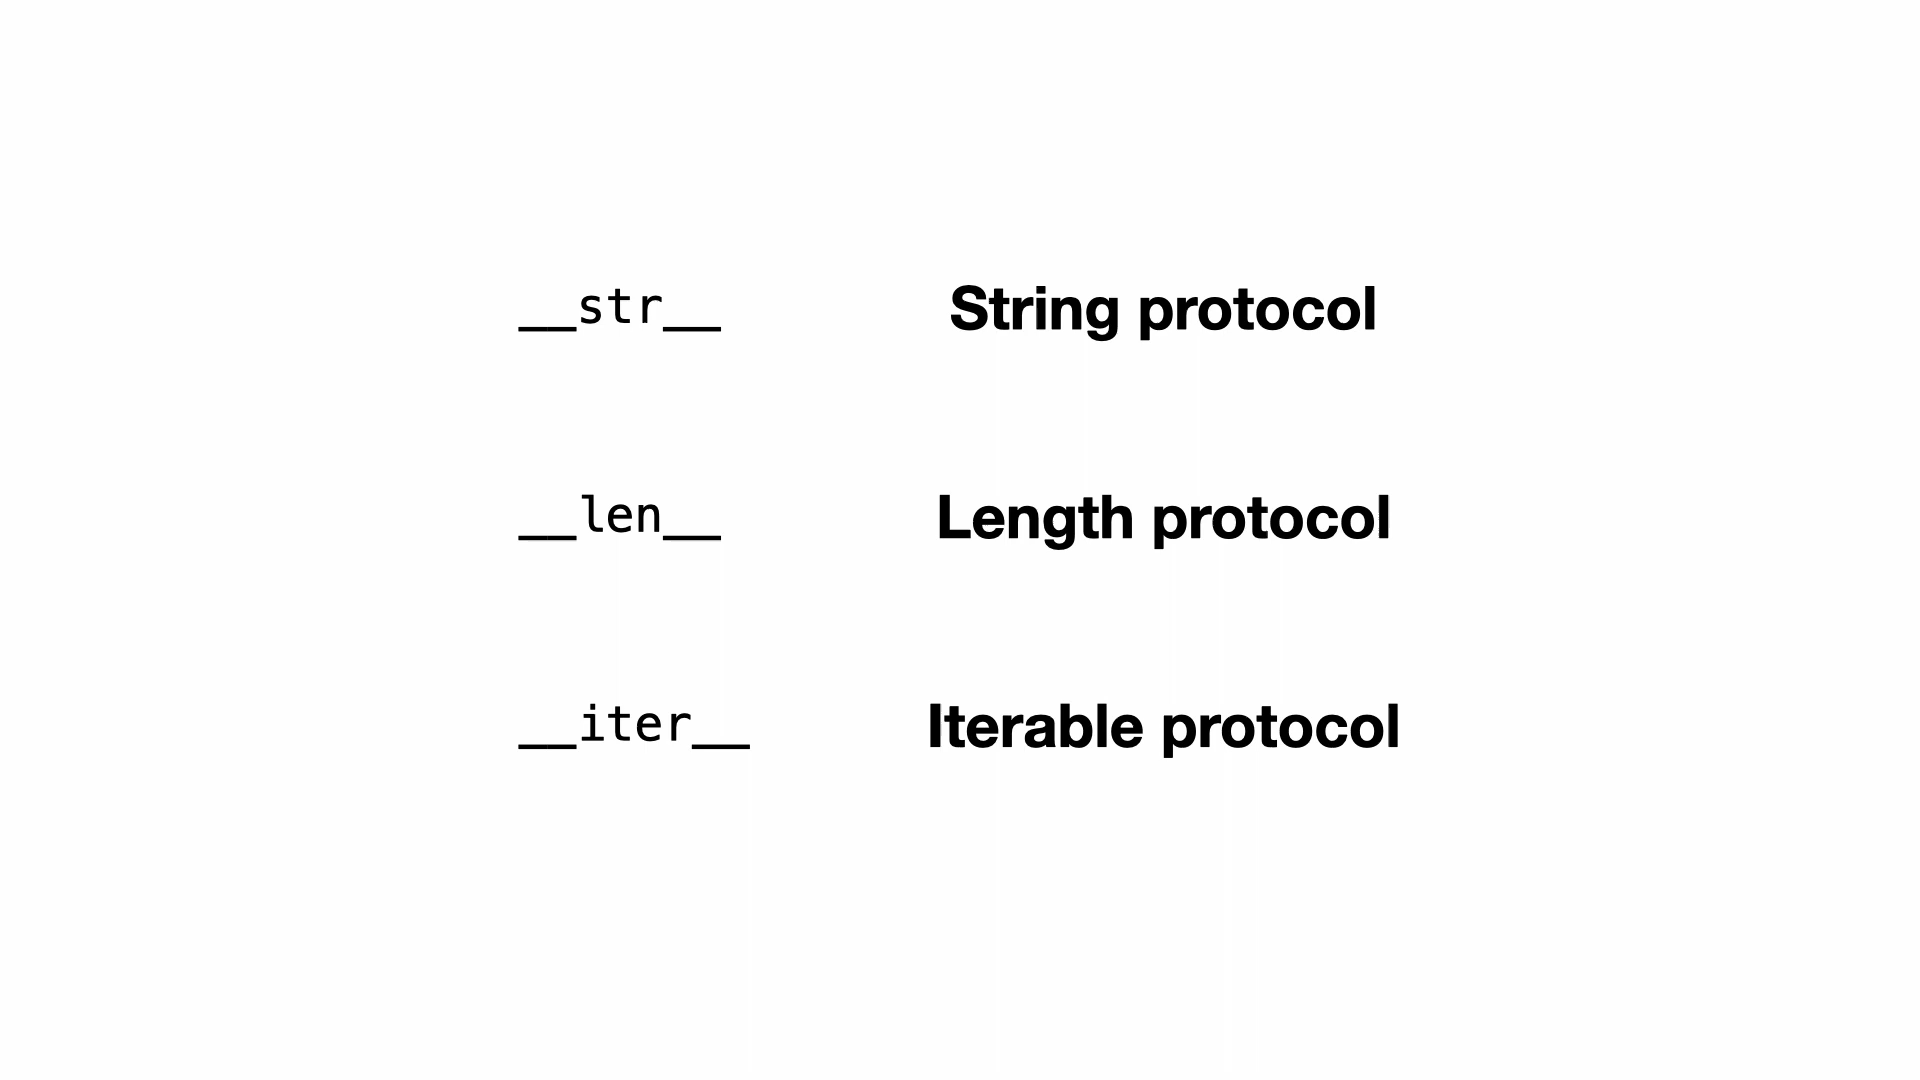 __str__ String protocol
__len__ Length protocol
__iter__ Iterable protocol